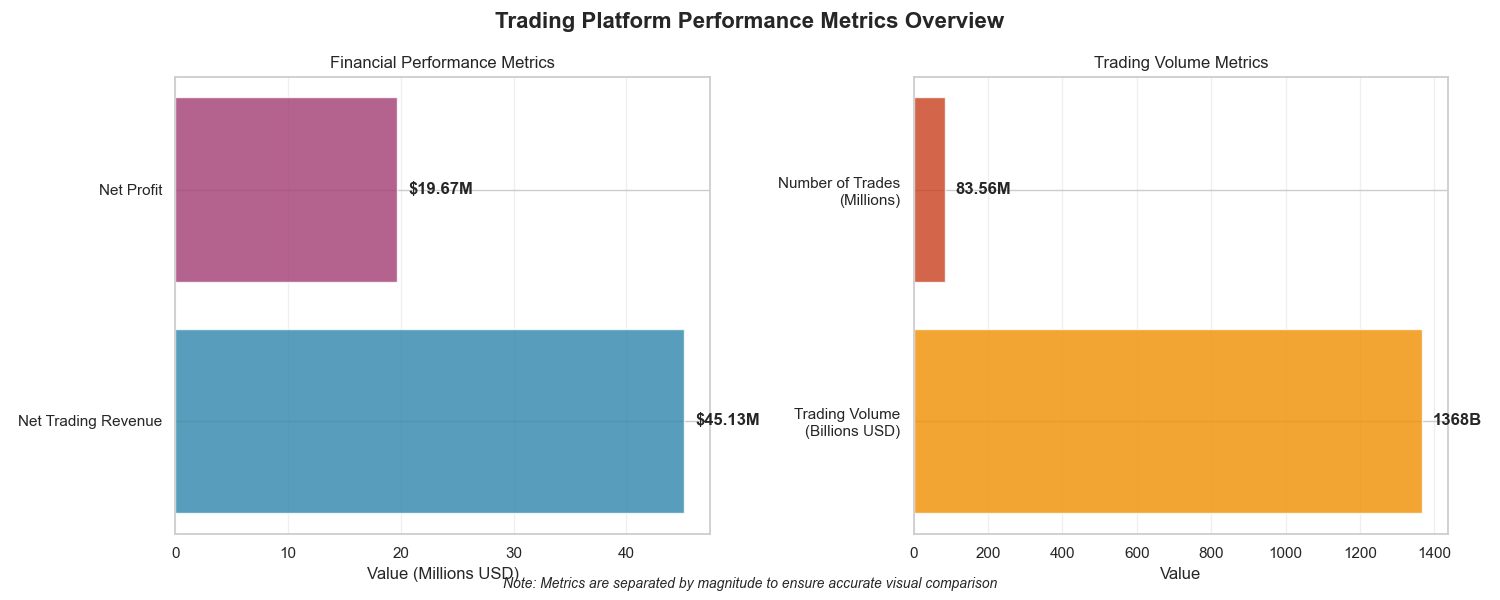 Trading Platform Performance Metrics Overview
Financial Performance Metrics
Net Profit
$19.67M
Net Trading Revenue
$45.13M
0 10 20 30 40
Value (Millions USD)
Trading Volume Metrics
Number of Trades
(Millions)
83.56M
Trading Volume
(Billions USD)
1368B
0 200 400 600 800 1000 1200 1400
Value
Note: Metrics are separated by magnitude to ensure accurate visual comparison